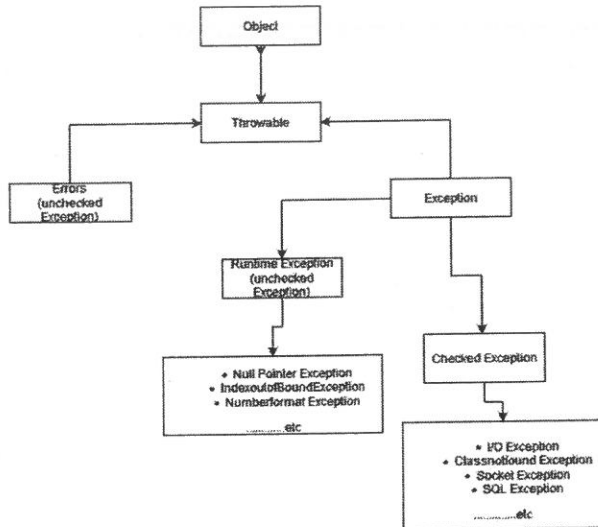 Object
Throwable
Errors
(unchecked
Exception)
Exception
Runtime Exception
(unchecked
Exception)
Checked Exception
• Null Pointer Exception
• IndexoutofBoundException
• Numberformat Exception
..............etc
• I/O Exception
• Classnotfound Exception
• Socket Exception
• SQL Exception
..............etc